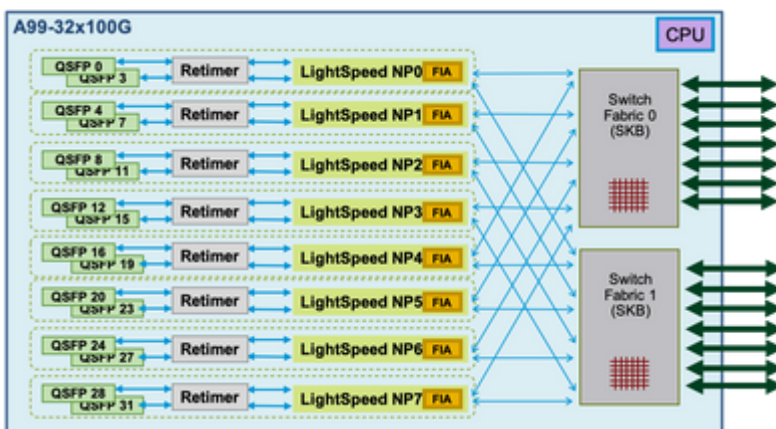 A99-32x100G
CPU
QSFP 0
QSFP 3
Retimer
LightSpeed NP0
FIA
QSFP 4
QSFP 7
Retimer
LightSpeed NP1
FIA
QSFP 8
QSFP 11
Retimer
LightSpeed NP2
FIA
QSFP 12
QSFP 15
Retimer
LightSpeed NP3
FIA
QSFP 16
QSFP 19
Retimer
LightSpeed NP4
FIA
QSFP 20
QSFP 23
Retimer
LightSpeed NP5
FIA
QSFP 24
QSFP 27
Retimer
LightSpeed NP6
FIA
QSFP 28
QSFP 31
Retimer
LightSpeed NP7
FIA
Switch
Fabric 0
(SKB)
Switch
Fabric 1
(SKB)